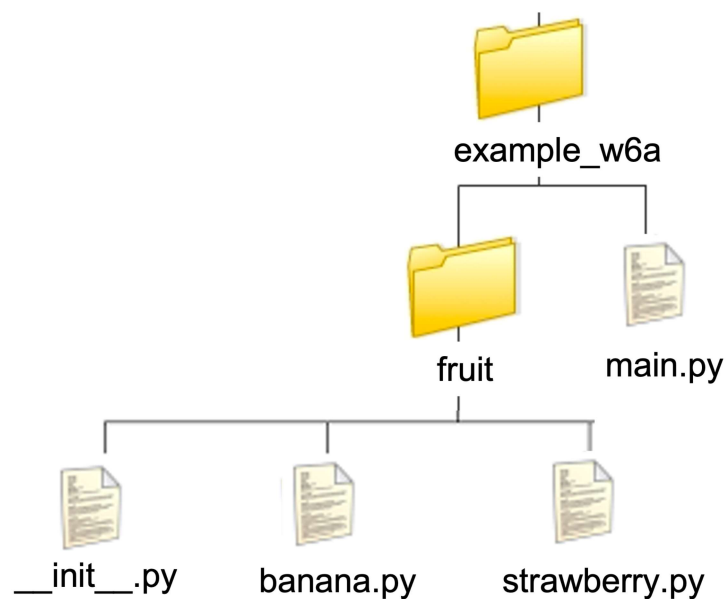 example_w6a
fruit
main.py
__init__.py
banana.py
strawberry.py